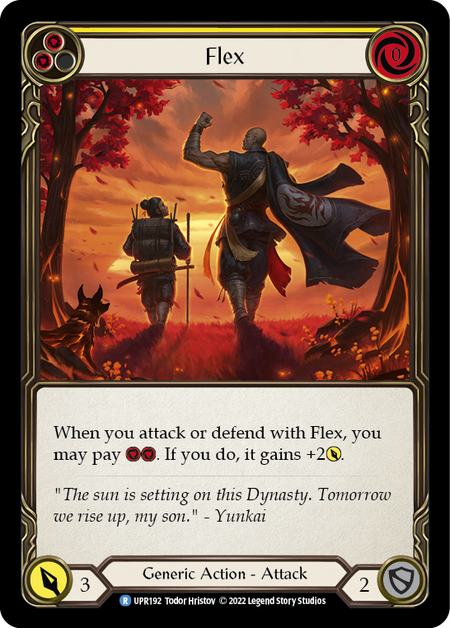 Flex
0
When you attack or defend with Flex, you
may pay. If you do, it gains +2.
"The sun is setting on this Dynasty. Tomorrow
we rise up, my son." - Yunkai
3
Generic Action - Attack
2
R UPR192 Todor Hristov © 2022 Legend Story Studios